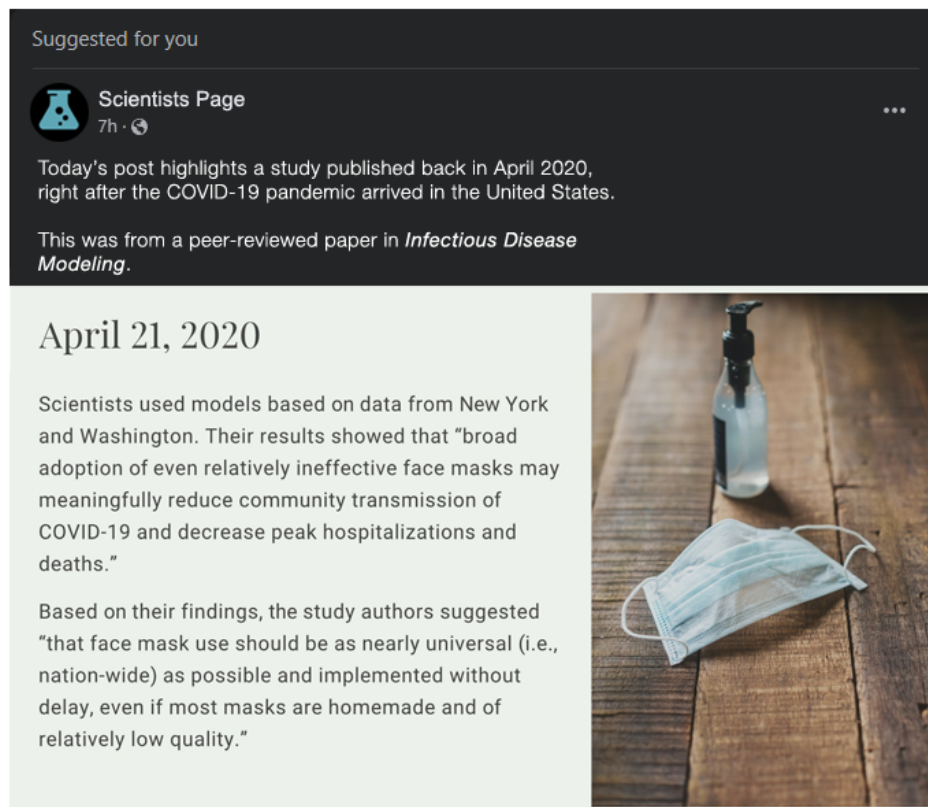 Suggested for you
Scientists Page
7h ·
Today's post highlights a study published back in April 2020,
right after the COVID-19 pandemic arrived in the United States.
This was from a peer-reviewed paper in Infectious Disease
Modeling.
April 21, 2020
Scientists used models based on data from New York
and Washington. Their results showed that “broad
adoption of even relatively ineffective face masks may
meaningfully reduce community transmission of
COVID-19 and decrease peak hospitalizations and
deaths.”
Based on their findings, the study authors suggested
“that face mask use should be as nearly universal (i.e.,
nation-wide) as possible and implemented without
delay, even if most masks are homemade and of
relatively low quality.”